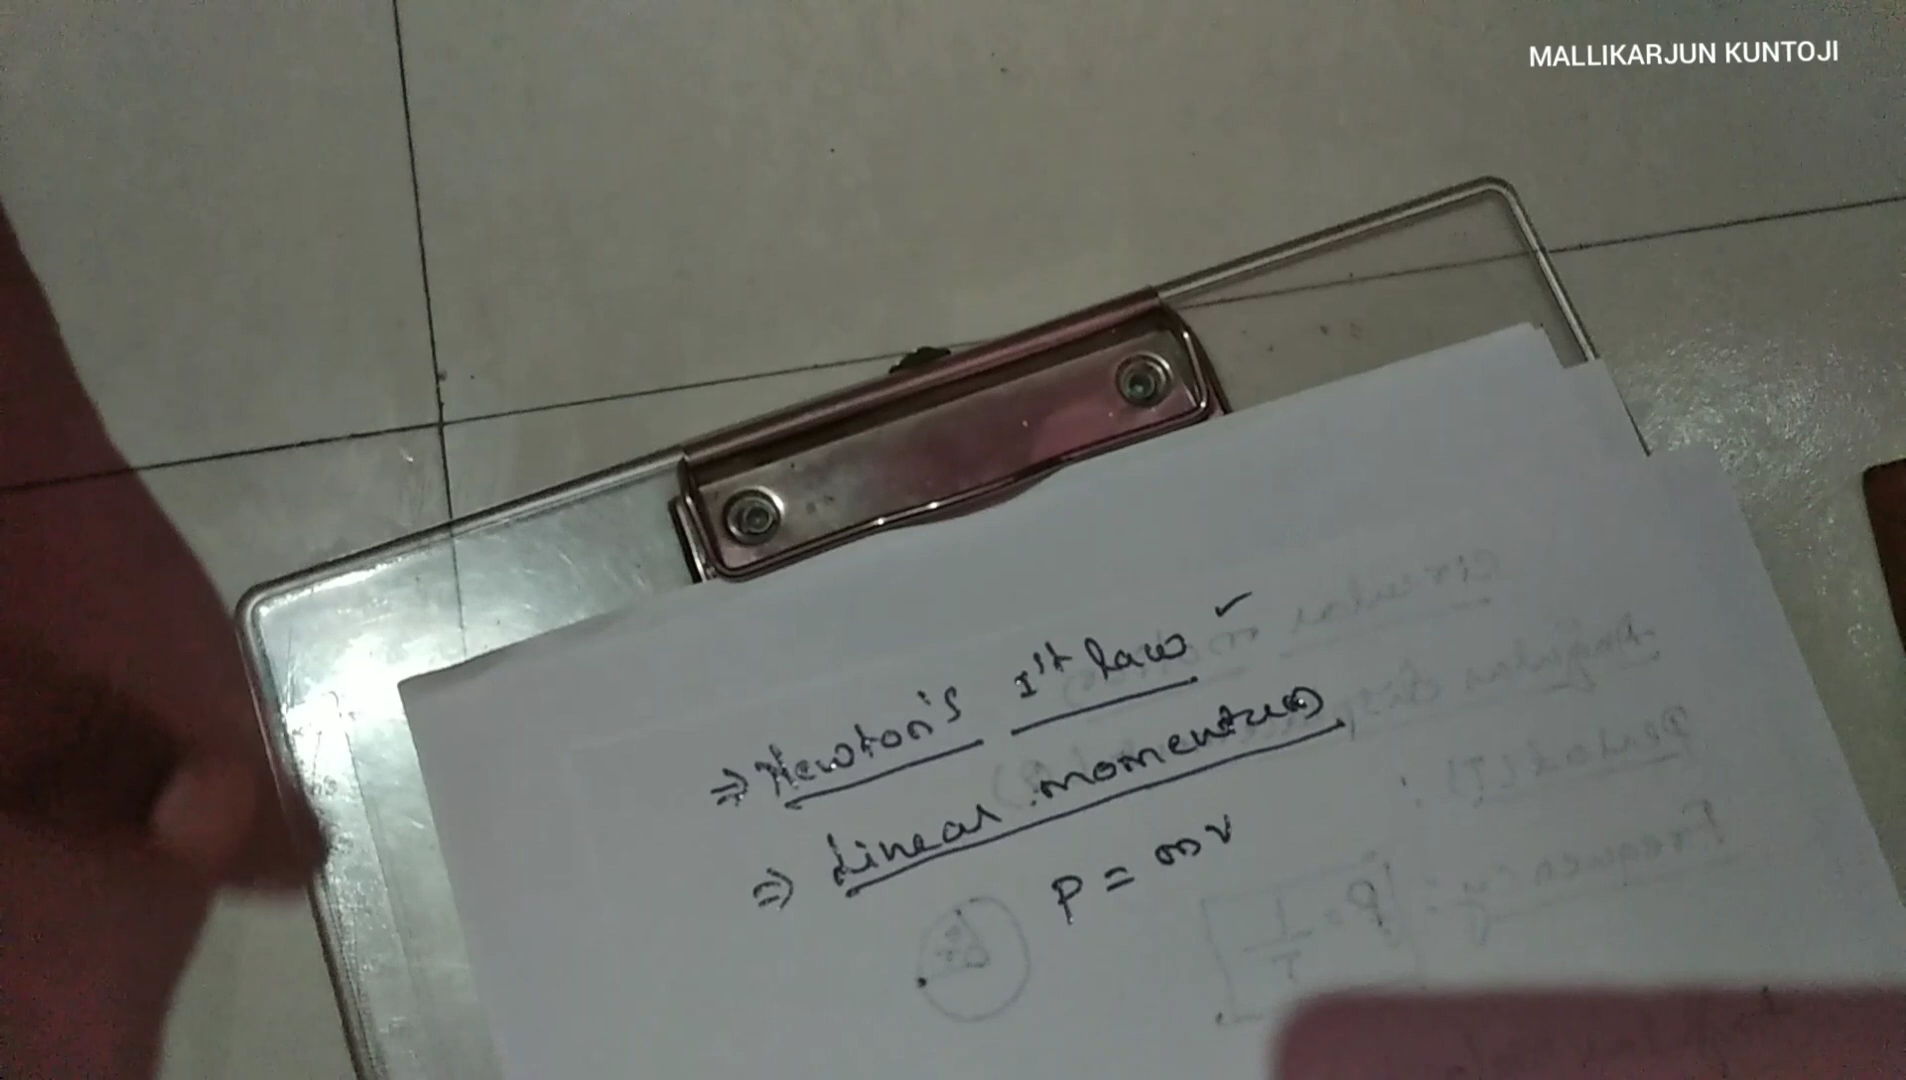 MALLIKARJUN KUNTOJI
⇒ Newton's 1st law ✓
⇒ Linear momentum
P = mv